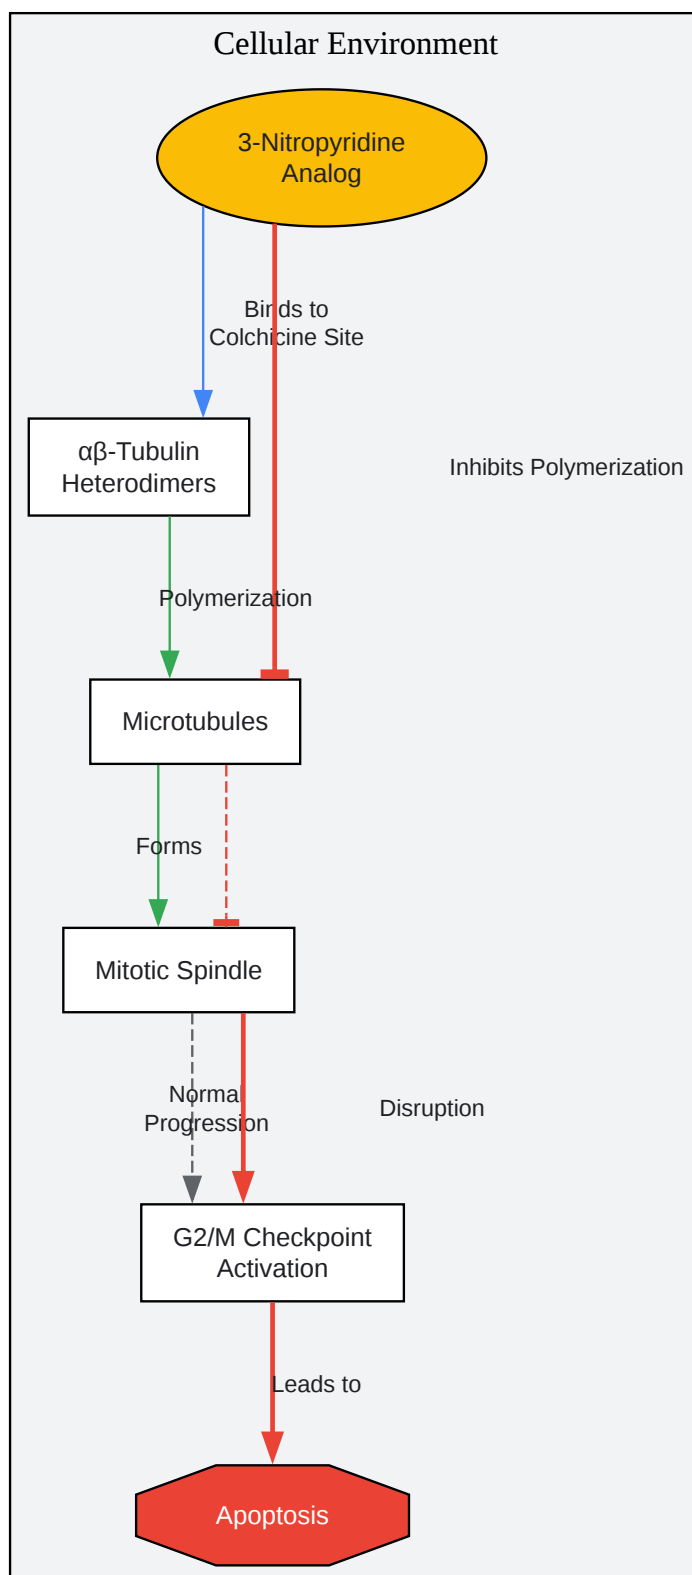 Cellular Environment
3-Nitropyridine
Analog
Binds to
Colchicine Site
αβ-Tubulin
Heterodimers
Inhibits Polymerization
Polymerization
Microtubules
Forms
Mitotic Spindle
Normal
Progression
Disruption
G2/M Checkpoint
Activation
Leads to
Apoptosis